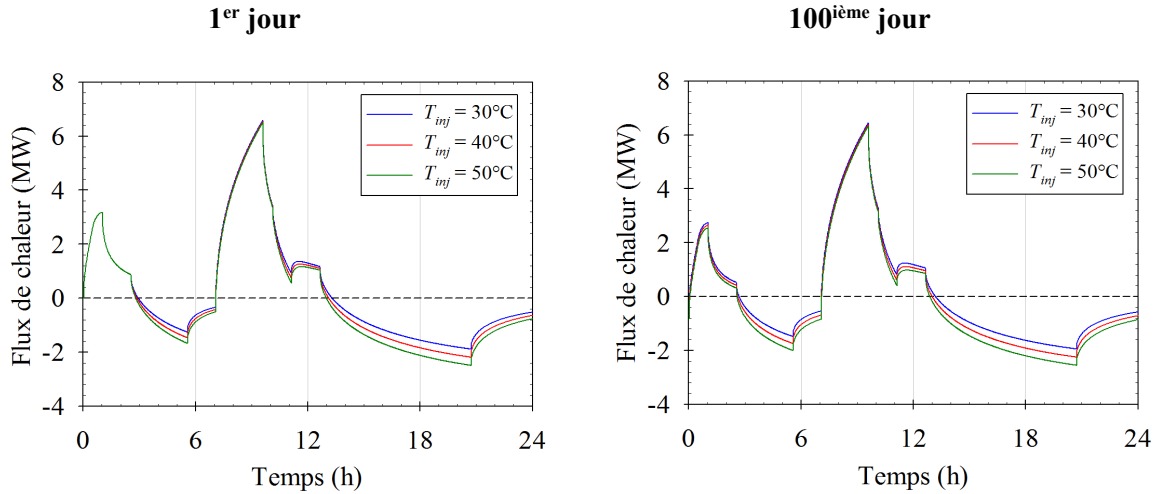 1er jour
100ième jour
Flux de chaleur (MW)
8
6
4
2
0
-2
-4
0
6
12
18
24
Temps (h)
Tinj = 30°C
Tinj = 40°C
Tinj = 50°C
Flux de chaleur (MW)
8
6
4
2
0
-2
-4
0
6
12
18
24
Temps (h)
Tinj = 30°C
Tinj = 40°C
Tinj = 50°C